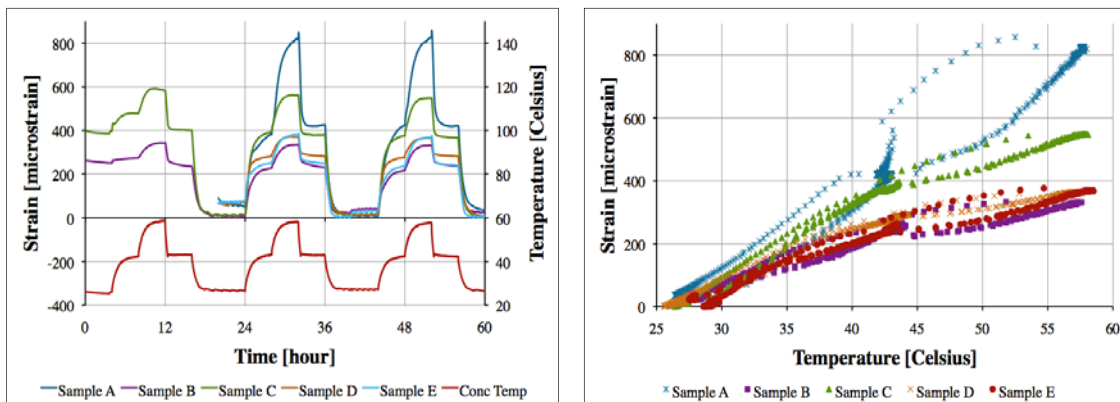 800
600
400
200
0
-200
-400
140
120
100
80
60
40
20
0 12 24 36 48 60
Strain [microstrain]
Temperature [Celsius]
Time [hour]
Sample A Sample B Sample C Sample D Sample E Conc Temp
800
600
400
200
0
25 30 35 40 45 50 55 60
Strain [microstrain]
Temperature [Celsius]
Sample A Sample B Sample C Sample D Sample E